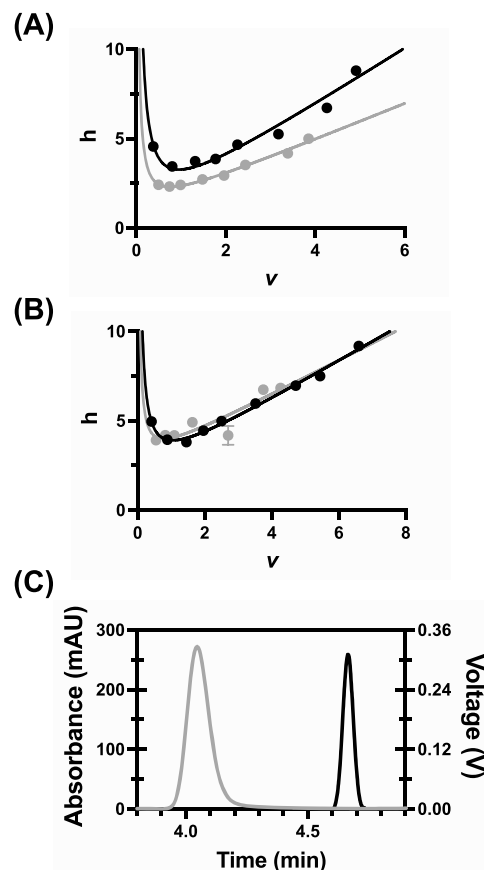 (A)
10
5
0
h
0 2 4 6
v
(B)
10
5
0
h
0 2 4 6 8
v
(C)
300 0.36
200 0.24
100 0.12
0 0.00
Absorbance (mAU)
Voltage (V)
4.0 4.5
Time (min)